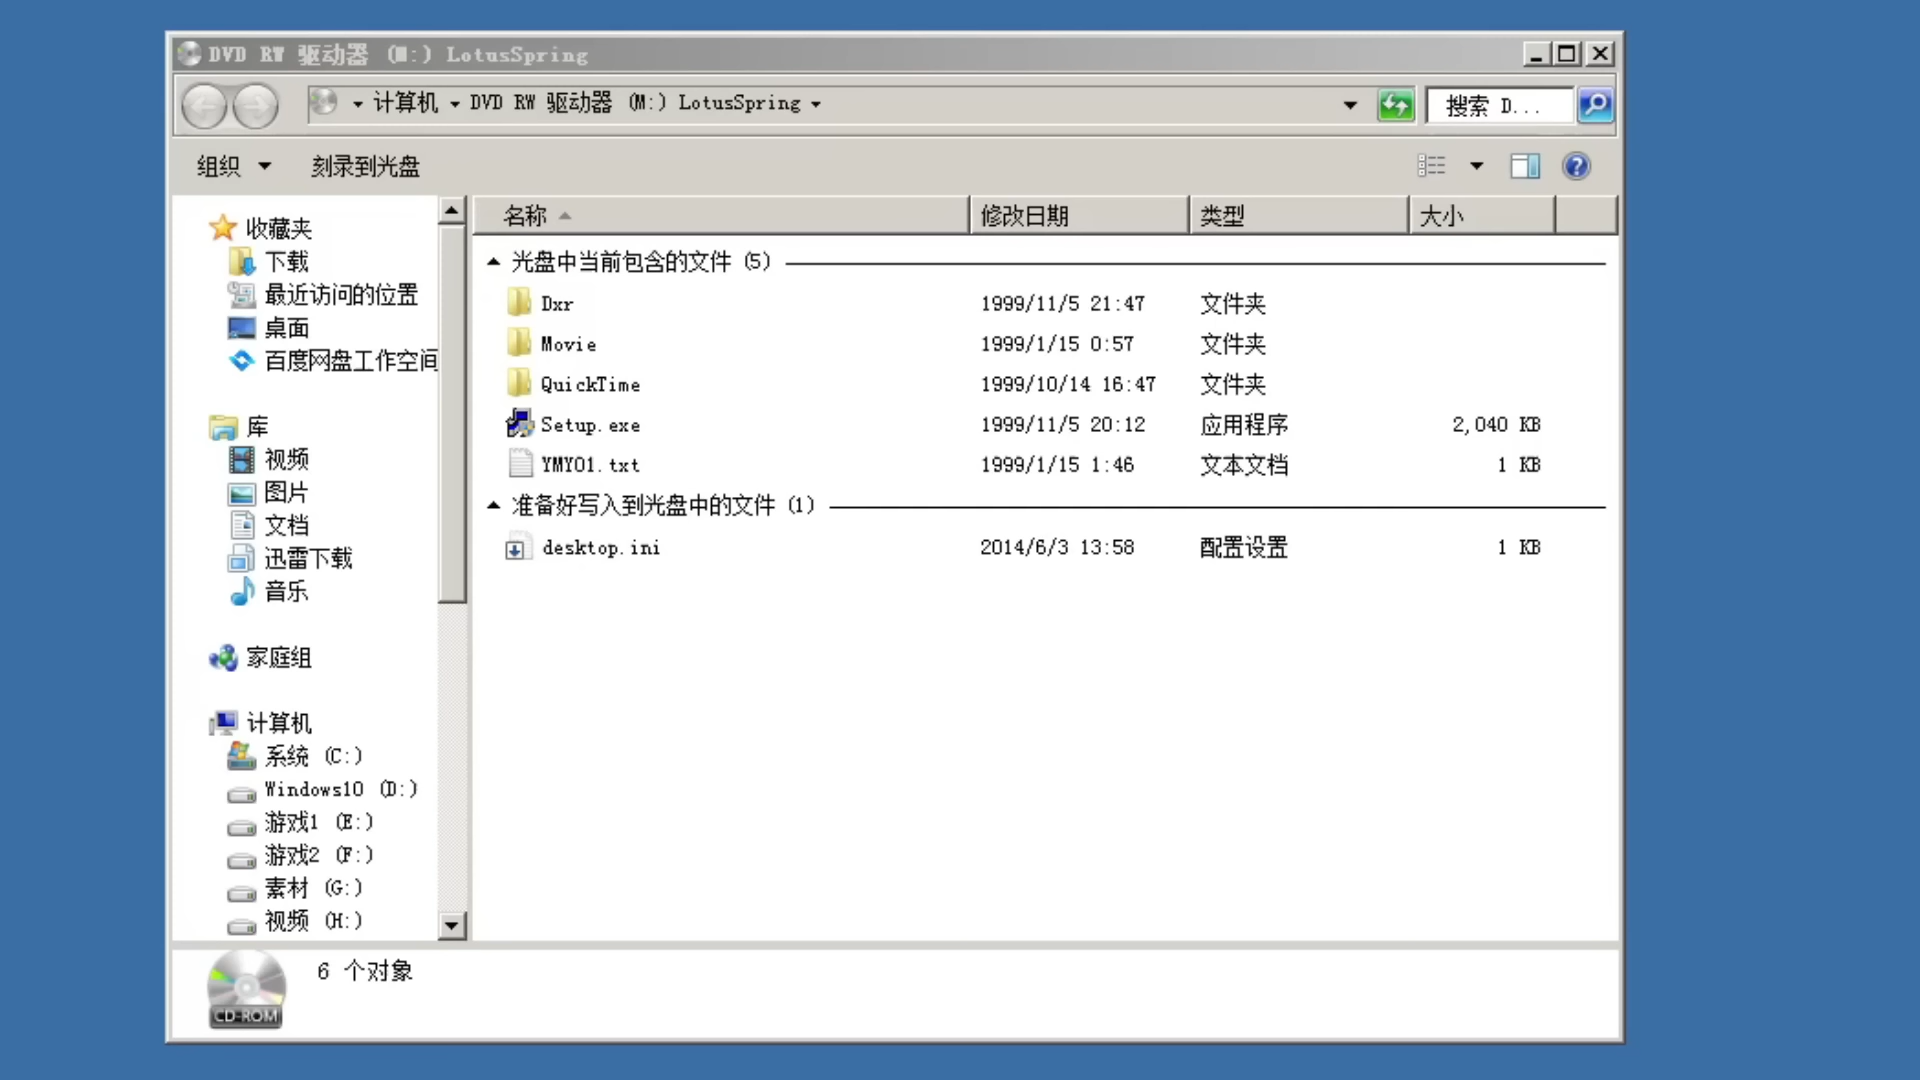 DVD RW 驱动器 (M:) LotusSpring
计算机 DVD RW 驱动器 (M:) LotusSpring
搜索 D...
组织 刻录到光盘
收藏夹
下载
最近访问的位置
桌面
百度网盘工作空间
库
视频
图片
文档
迅雷下载
音乐
家庭组
计算机
系统 (C:)
Windows10 (D:)
游戏1 (E:)
游戏2 (F:)
素材 (G:)
视频 (H:)
名称 修改日期 类型 大小
光盘中当前包含的文件 (5)
Dxr 1999/11/5 21:47 文件夹
Movie 1999/1/15 0:57 文件夹
QuickTime 1999/10/14 16:47 文件夹
Setup.exe 1999/11/5 20:12 应用程序 2,040 KB
YMY01.txt 1999/1/15 1:46 文本文档 1 KB
准备好写入到光盘中的文件 (1)
desktop.ini 2014/6/3 13:58 配置设置 1 KB
6 个对象
CD-ROM